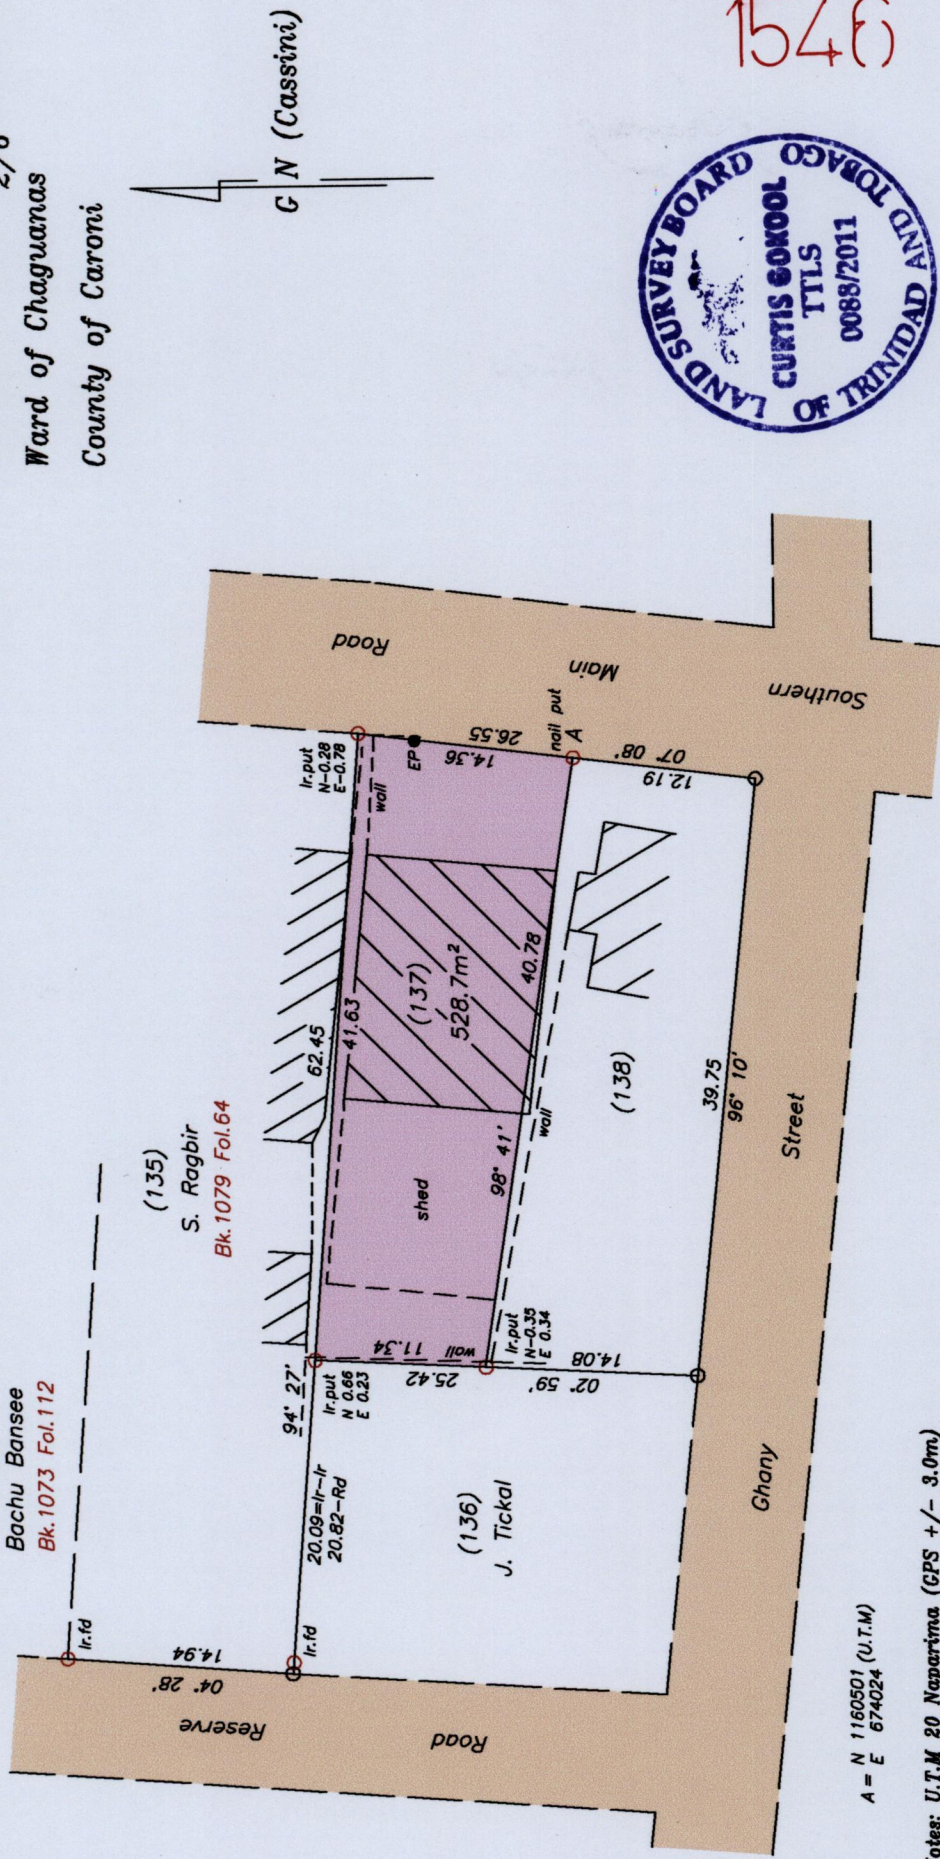 Ward of Chaguanas
County of Caroni
G N (Cassini)
1546
LAND SURVEY BOARD
OF TRINIDAD AND TOBAGO
CURTIS GOKOOL
TTLS
0088/2011
Bachu Bansee
Bk.1073 Fol.112
(135)
S. Ragbir
Bk.1079 Fol.64
Ir.fd
14.94
04° 28'
Ir.fd
Reserve
Road
20.09=Ir-Ir
20.82-Rd
94° 27'
Ir.put
N 0.66
E 0.23
62.45
41.63
Ir.put
N-0.28
E-0.78
wall
EP
14.36
26.55
nail put
A
07° 08'
12.19
Southern
Main
Road
(137)
528.7m²
40.78
98° 41'
wall
shed
11.34
wall
25.42
Ir.put
N-0.35
E 0.34
02° 59'
14.08
(136)
J. Tickal
(138)
39.75
96° 10'
Ghany
Street
A = N 1160501 (U.T.M)
E 674024
Notes: U.T.M 20 Naparima (GPS +/- 3.0m)